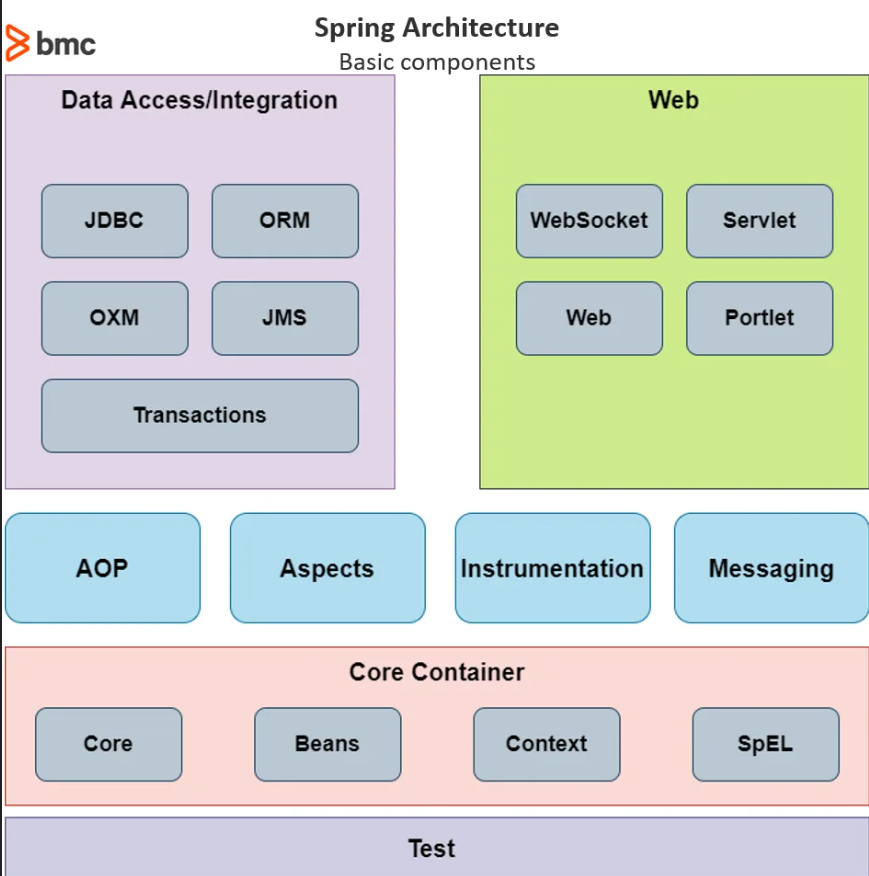 bmc
Spring Architecture
Basic components
Data Access/Integration
JDBC
ORM
OXM
JMS
Transactions
Web
WebSocket
Servlet
Web
Portlet
AOP
Aspects
Instrumentation
Messaging
Core Container
Core
Beans
Context
SpEL
Test